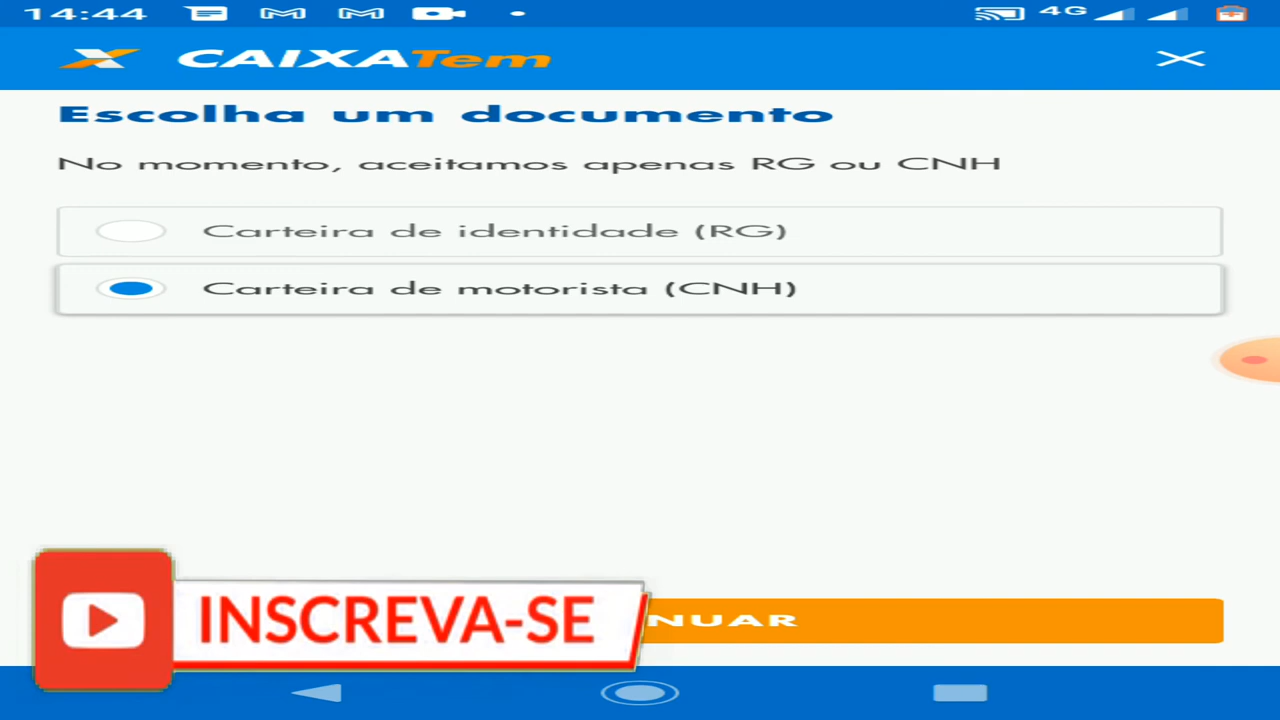 14:44
4G
CAIXATem
Escolha um documento
No momento, aceitamos apenas RG ou CNH
Carteira de identidade (RG)
Carteira de motorista (CNH)
INSCREVA-SE
NUAR